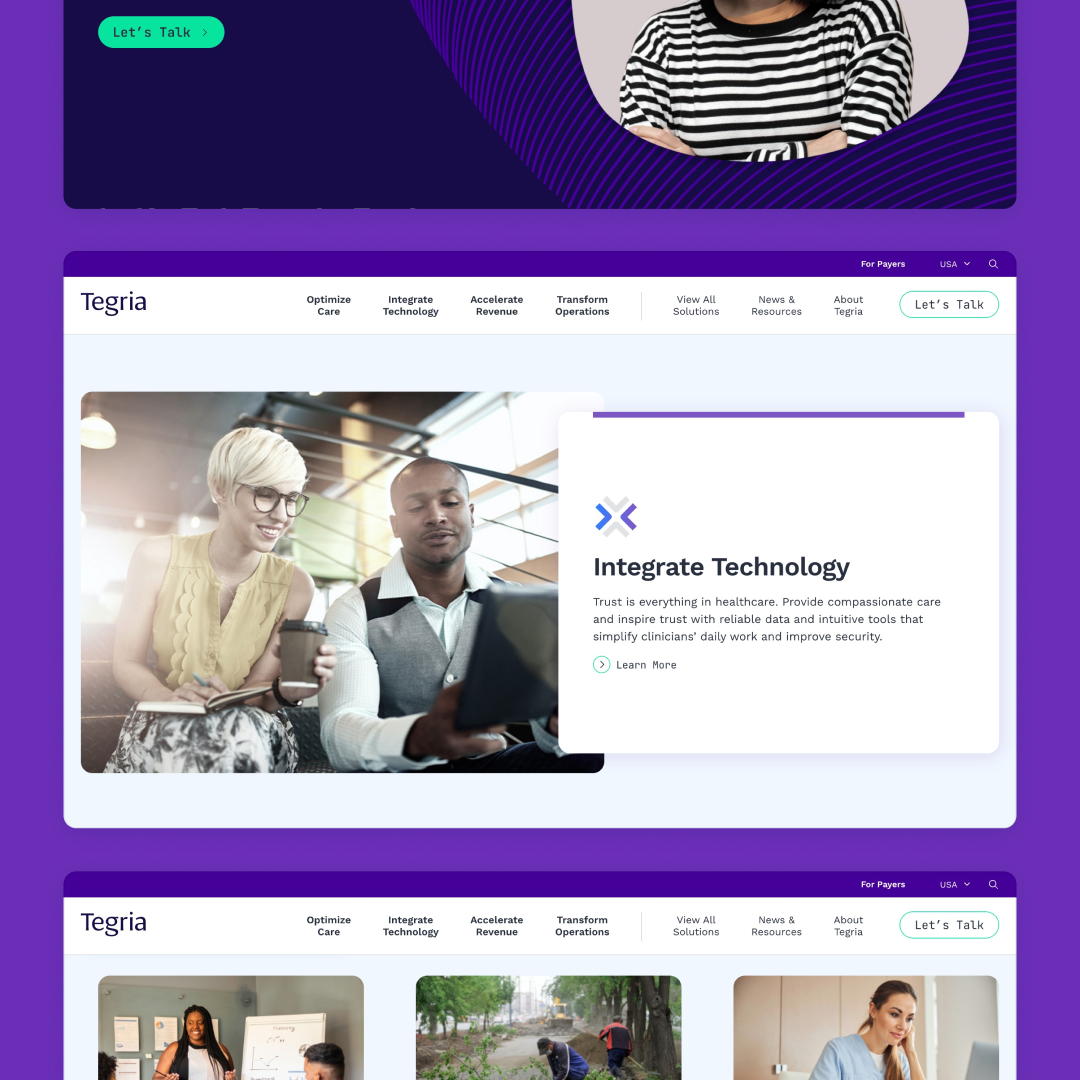 Let's Talk
For Payers
USA
Tegria
Optimize
Care
Integrate
Technology
Accelerate
Revenue
Transform
Operations
View All
Solutions
News &
Resources
About
Tegria
Let's Talk
Integrate Technology
Trust is everything in healthcare. Provide compassionate care
and inspire trust with reliable data and intuitive tools that
simplify clinicians' daily work and improve security.
Learn More
For Payers
USA
Tegria
Optimize
Care
Integrate
Technology
Accelerate
Revenue
Transform
Operations
View All
Solutions
News &
Resources
About
Tegria
Let's Talk